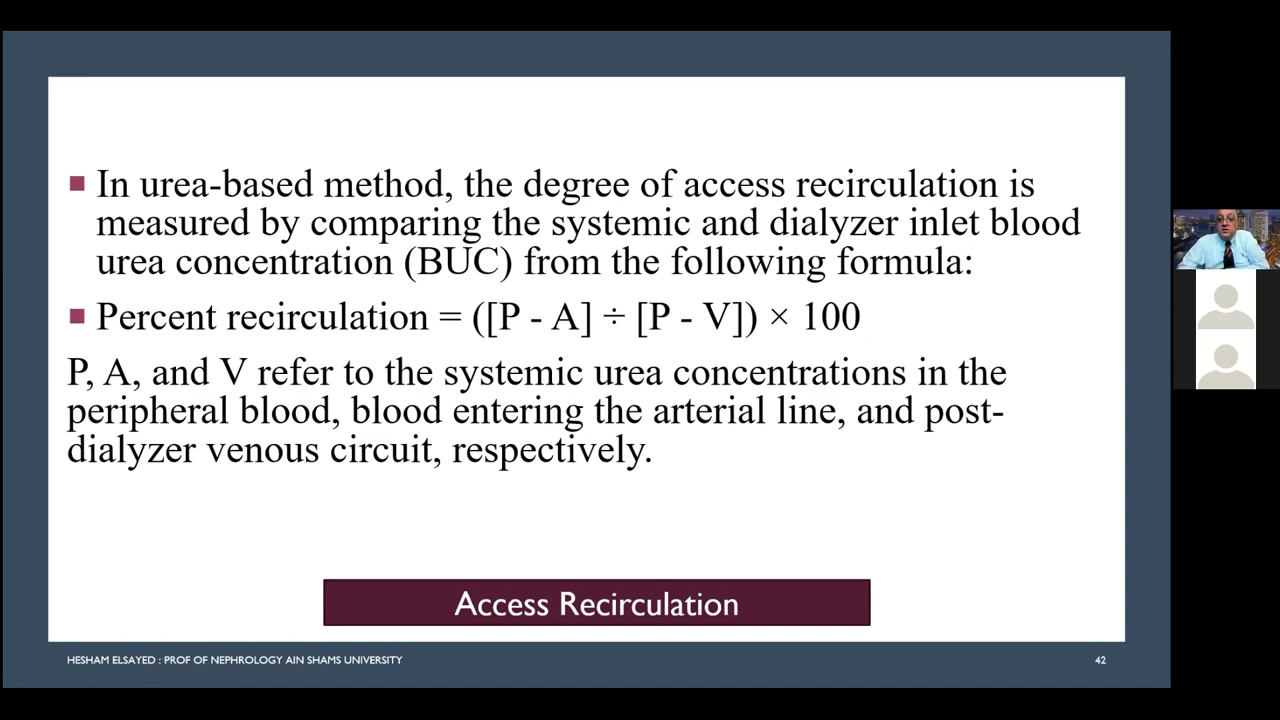 In urea-based method, the degree of access recirculation is
measured by comparing the systemic and dialyzer inlet blood
urea concentration (BUC) from the following formula:
Percent recirculation = ([P - A] ÷ [P - V]) × 100
P, A, and V refer to the systemic urea concentrations in the
peripheral blood, blood entering the arterial line, and post-
dialyzer venous circuit, respectively.
Access Recirculation
HESHAM ELSAYED : PROF OF NEPHROLOGY AIN SHAMS UNIVERSITY
42